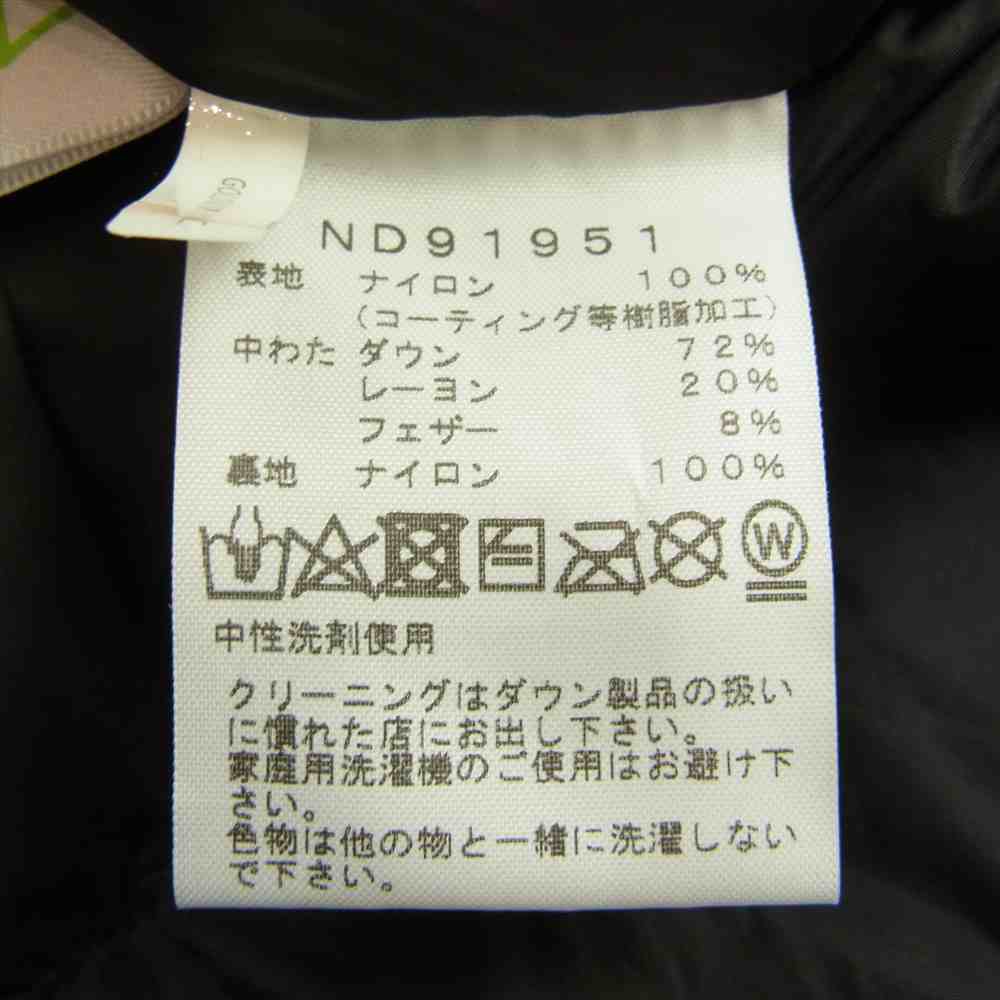 ND91951
表地 ナイロン 100%
(コーティング等樹脂加工)
中わた ダウン 72%
レーヨン 20%
フェザー 8%
裏地 ナイロン 100%
W
中性洗剤使用
クリーニングはダウン製品の扱い
に慣れた店にお出し下さい。
家庭用洗濯機のご使用はお避け下
さい。
色物は他の物と一緒に洗濯しない
で下さい。